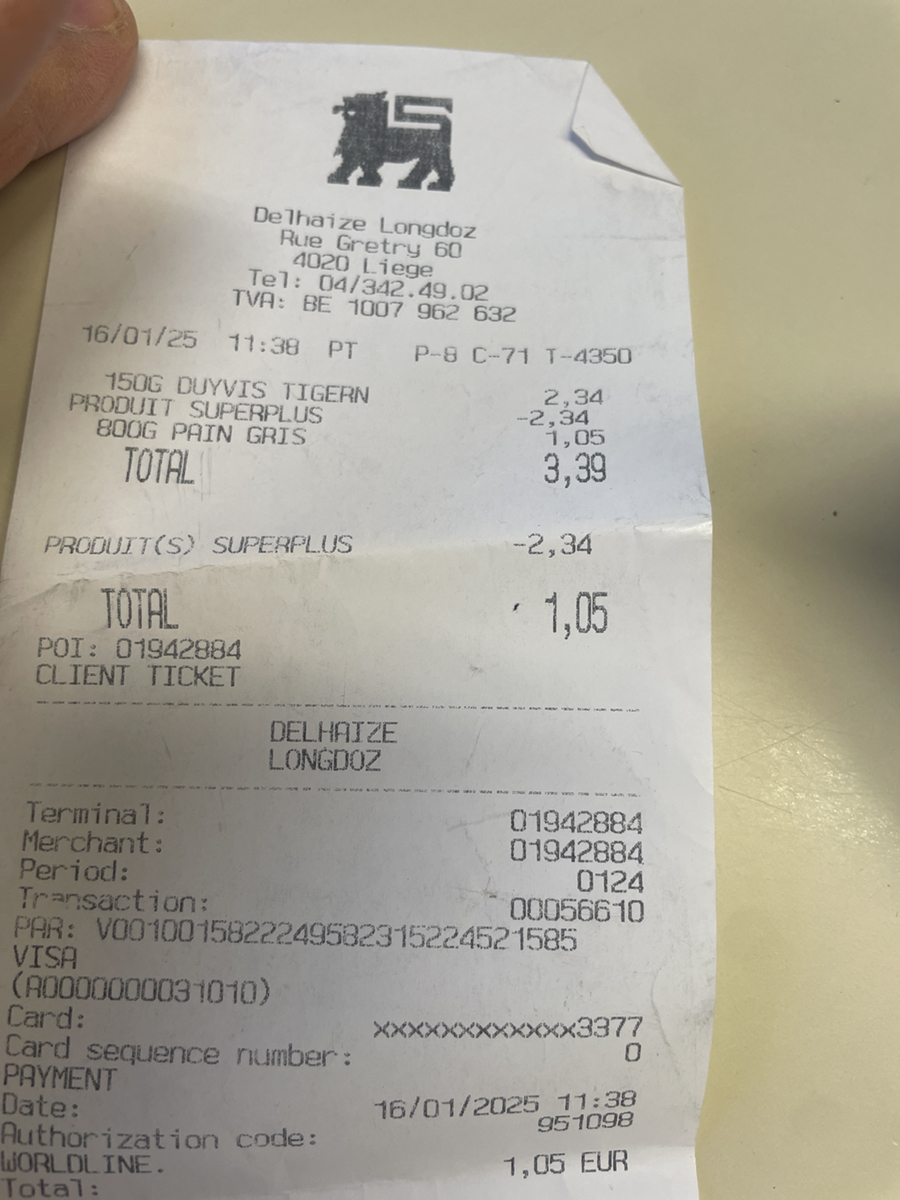 Delhaize Longdoz
Rue Gretry 60
4020 Liege
Tel: 04/342.49.02
TVA: BE 1007 962 632
16/01/25 11:38 PT P-8 C-71 T-4350
150G DUYVIS TIGERN 2,34
PRODUIT SUPERPLUS -2,34
800G PAIN GRIS 1,05
TOTAL 3,39
PRODUIT(S) SUPERPLUS -2,34
TOTAL 1,05
POI: 01942884
CLIENT TICKET
DELHAIZE
LONGDOZ
Terminal: 01942884
Merchant: 01942884
Period: 0124
Transaction: 00056610
PAR: V0010015822249582315224521585
VISA
(A0000000031010)
Card: xxxxxxxxxxxx3377
Card sequence number: 0
PAYMENT
Date: 16/01/2025 11:38
Authorization code: 951098
WORLDLINE.
Total: 1,05 EUR